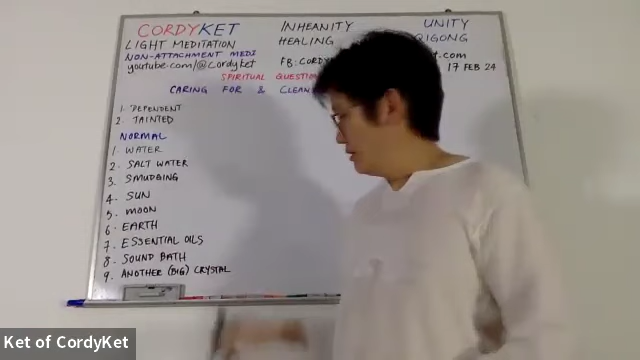 CORDYKET INHEANITY UNITY
LIGHT MEDITATION HEALING QIGONG
NON-ATTACHMENT MEDI
youtube.com/@cordyket FB: CORDY t.com
SPIRITUAL QUESTION 17 FEB 24
CARING FOR & CLEAN
1. DEPENDENT
2. TAINTED
NORMAL
1. WATER
2. SALT WATER
3. SMUDGING
4. SUN
5. MOON
6. EARTH
7. ESSENTIAL OILS
8. SOUND BATH
9. ANOTHER (BIG) CRYSTAL
Ket of CordyKet